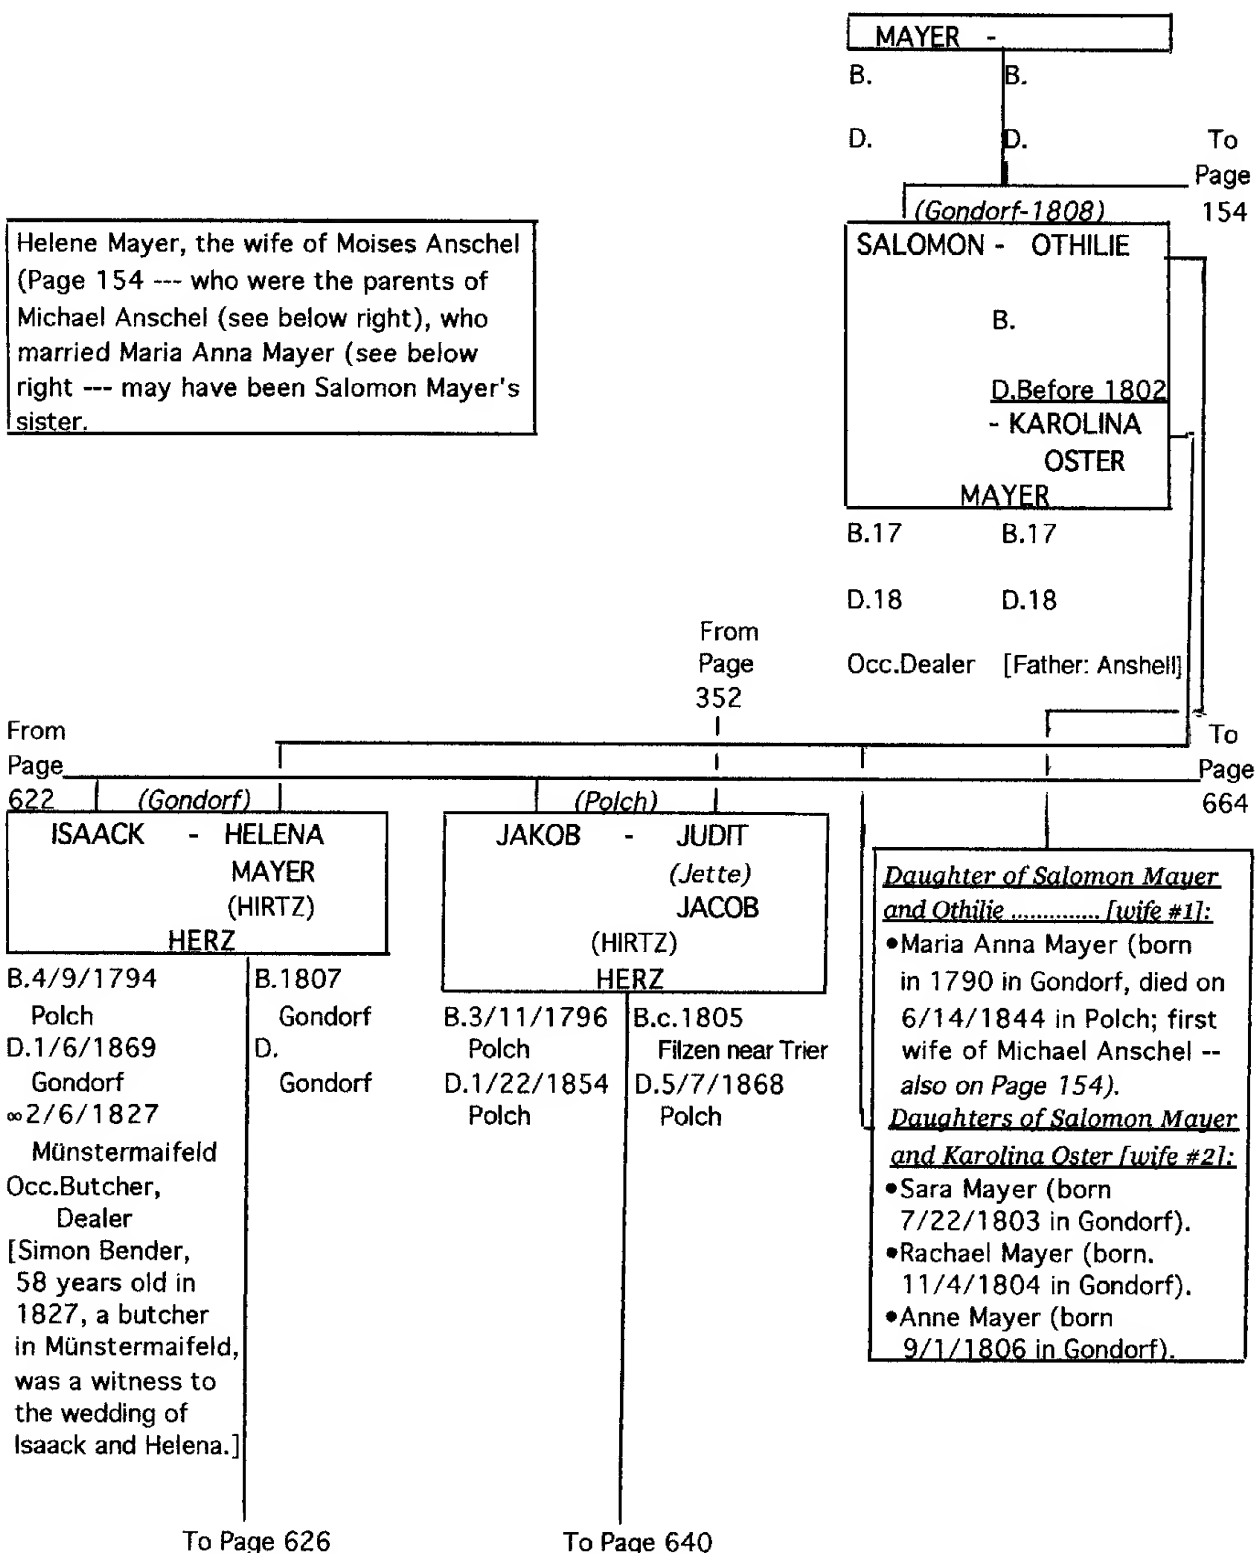 MAYER -
B. B.
D. D.
To
Page
154
(Gondorf-1808)
SALOMON - OTHILIE
B.
D.Before 1802
- KAROLINA
OSTER
MAYER
B.17 B.17
D.18 D.18
Occ.Dealer [Father: Anshell]
Helene Mayer, the wife of Moises Anschel
(Page 154 --- who were the parents of
Michael Anschel (see below right), who
married Maria Anna Mayer (see below
right --- may have been Salomon Mayer's
sister.
From
Page
352
From
Page
622
To
Page
664
(Gondorf)
ISAACK - HELENA
MAYER
(HIRTZ)
HERZ
B.4/9/1794
Polch
D.1/6/1869
Gondorf
∞2/6/1827
Münstermaifeld
Occ.Butcher,
Dealer
[Simon Bender,
58 years old in
1827, a butcher
in Münstermaifeld,
was a witness to
the wedding of
Isaack and Helena.]
B.1807
Gondorf
D.
Gondorf
To Page 626
(Polch)
JAKOB - JUDIT
(Jette)
JACOB
(HIRTZ)
HERZ
B.3/11/1796
Polch
D.1/22/1854
Polch
B.c.1805
Filzen near Trier
D.5/7/1868
Polch
To Page 640
Daughter of Salomon Mayer
and Othilie .............. [wife #1]:
•Maria Anna Mayer (born
in 1790 in Gondorf, died on
6/14/1844 in Polch; first
wife of Michael Anschel --
also on Page 154).
Daughters of Salomon Mayer
and Karolina Oster [wife #2]:
•Sara Mayer (born
7/22/1803 in Gondorf).
•Rachael Mayer (born.
11/4/1804 in Gondorf).
•Anne Mayer (born
9/1/1806 in Gondorf).